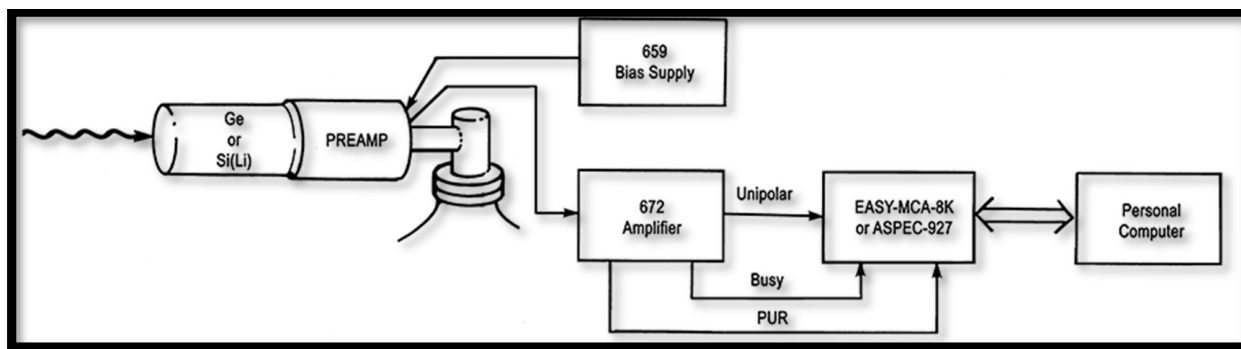 659
Bias Supply
Ge
or
Si(Li)
PREAMP
672
Amplifier
Unipolar
EASY-MCA-8K
or ASPEC-927
Personal
Computer
Busy
PUR